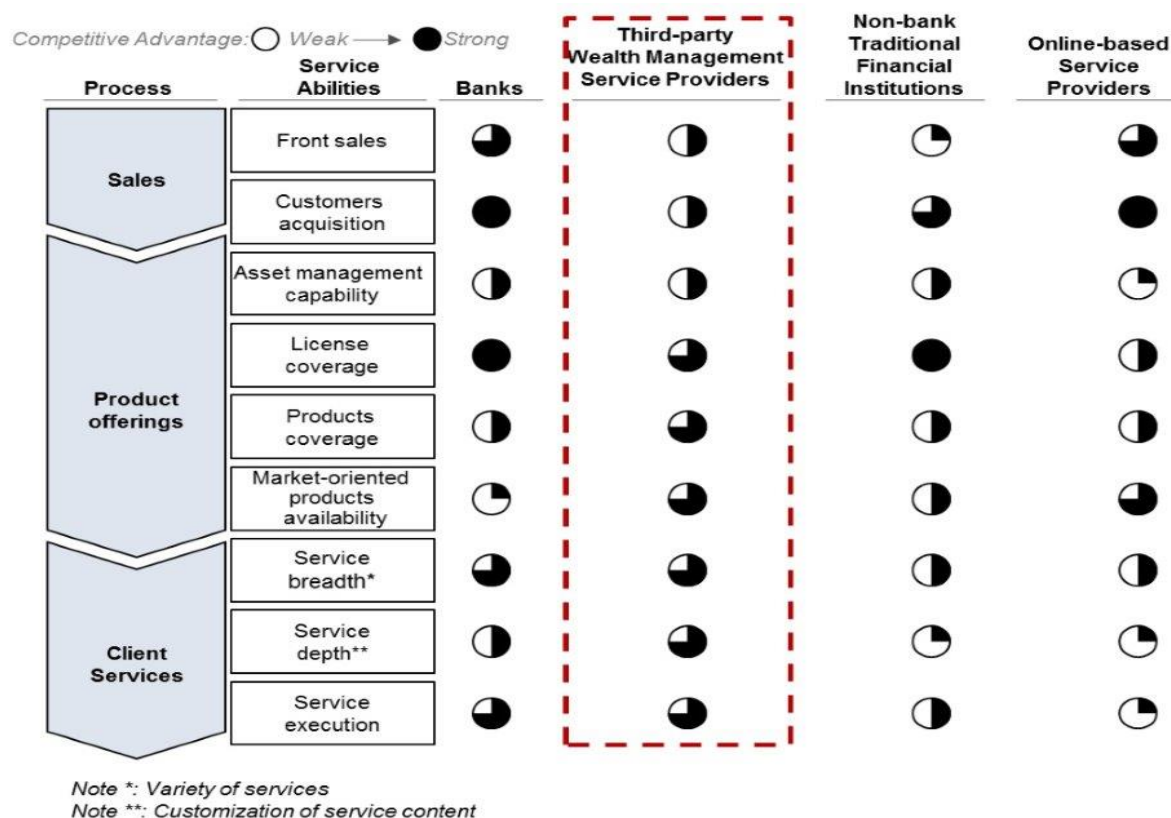 Competitive Advantage: Weak Strong
Process
Service
Abilities
Banks
Third-party
Wealth Management
Service Providers
Non-bank
Traditional
Financial
Institutions
Online-based
Service
Providers
Sales
Front sales
Customers
acquisition
Product
offerings
Asset management
capability
License
coverage
Products
coverage
Market-oriented
products
availability
Client
Services
Service
breadth*
Service
depth**
Service
execution
Note *: Variety of services
Note **: Customization of service content